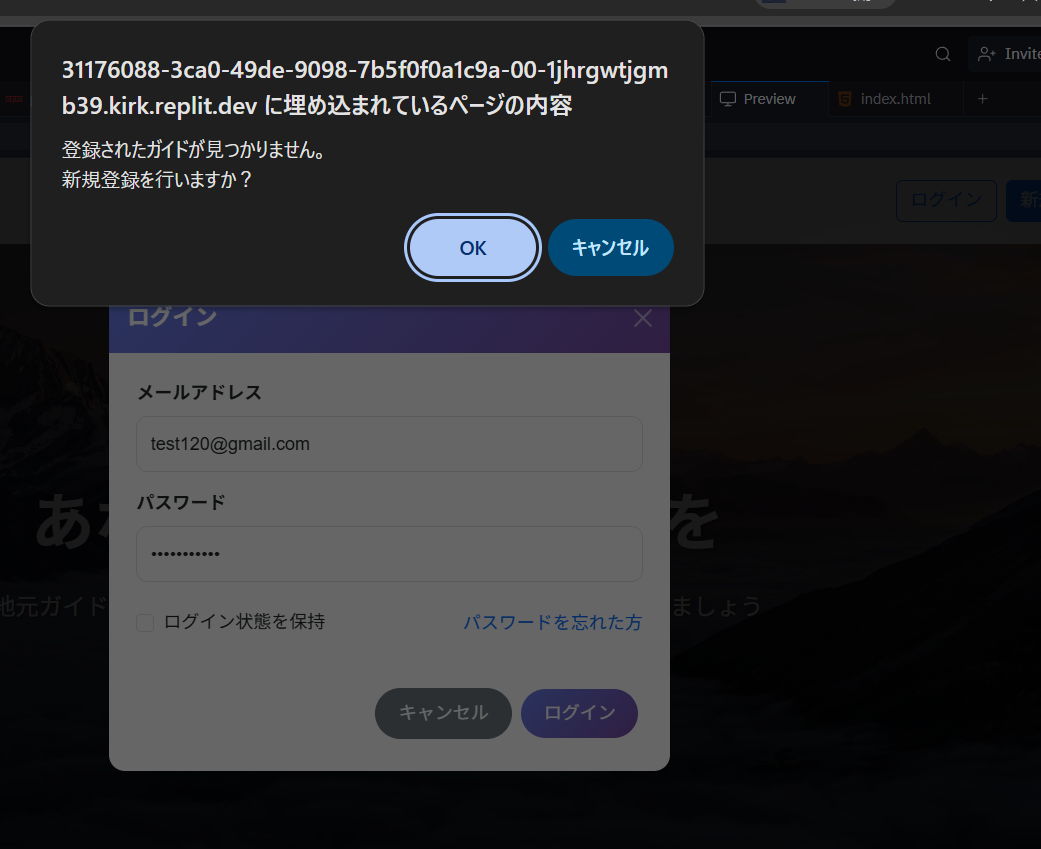 31176088-3ca0-49de-9098-7b5f0f0a1c9a-00-1jhrgwtjgm
b39.kirk.replit.dev に埋め込まれているページの内容
登録されたガイドが見つかりません。
新規登録を行いますか？
OK
キャンセル
Invite
Preview
index.html
ログイン
新
ログイン
メールアドレス
test120@gmail.com
パスワード
•••••••••••
あ
を
地元ガイド
ましょう
ログイン状態を保持
パスワードを忘れた方
キャンセル
ログイン